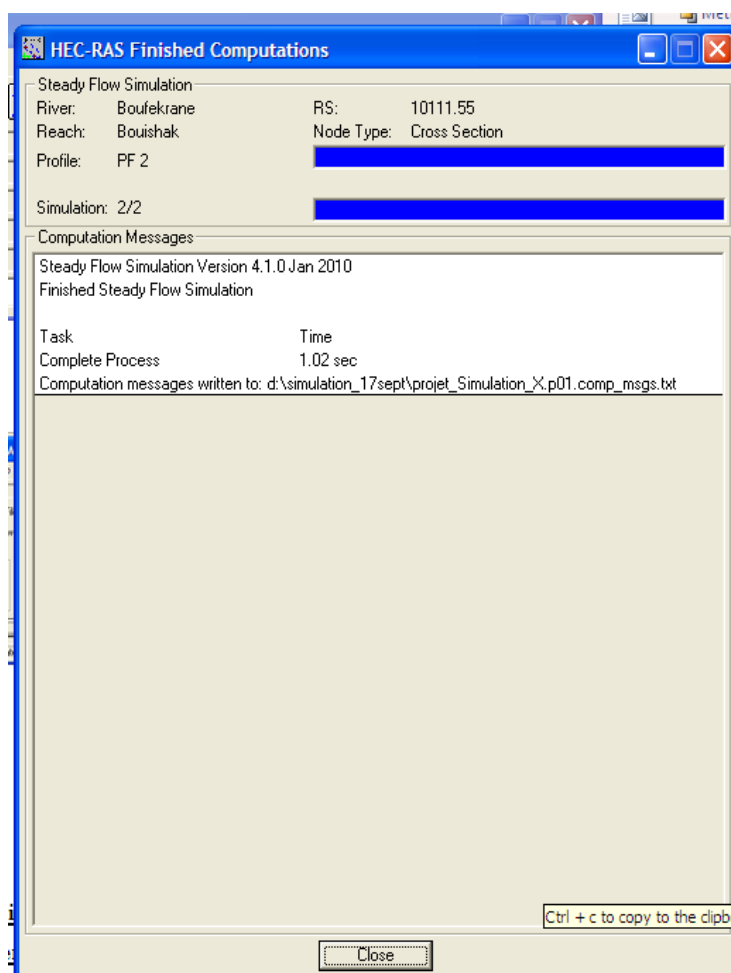 HEC-RAS Finished Computations
Steady Flow Simulation
River: Boufekrane RS: 10111.55
Reach: Bouishak Node Type: Cross Section
Profile: PF 2
Simulation: 2/2
Computation Messages
Steady Flow Simulation Version 4.1.0 Jan 2010
Finished Steady Flow Simulation
Task Time
Complete Process 1.02 sec
Computation messages written to: d:\simulation_17sept\projet_Simulation_X.p01.comp_msgs.txt
Ctrl + c to copy to the clipb
Close